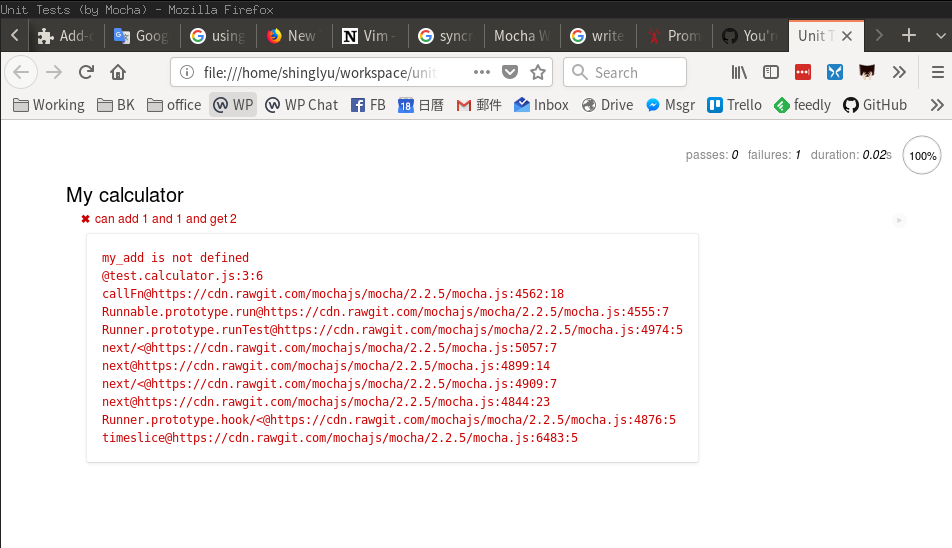 Unit Tests (by Mocha) - Mozilla Firefox
Add- Goog using New Vim - syncr Mocha W write Prom You're Unit T
file:///home/shinglyu/workspace/unit Search
Working BK office WP WP Chat FB 18 日曆 郵件 Inbox Drive Msgr Trello feedly GitHub
passes: 0 failures: 1 duration: 0.02s 100%
My calculator
✖ can add 1 and 1 and get 2
my_add is not defined
@test.calculator.js:3:6
callFn@https://cdn.rawgit.com/mochajs/mocha/2.2.5/mocha.js:4562:18
Runnable.prototype.run@https://cdn.rawgit.com/mochajs/mocha/2.2.5/mocha.js:4555:7
Runner.prototype.runTest@https://cdn.rawgit.com/mochajs/mocha/2.2.5/mocha.js:4974:5
next/<@https://cdn.rawgit.com/mochajs/mocha/2.2.5/mocha.js:5057:7
next@https://cdn.rawgit.com/mochajs/mocha/2.2.5/mocha.js:4899:14
next/<@https://cdn.rawgit.com/mochajs/mocha/2.2.5/mocha.js:4909:7
next@https://cdn.rawgit.com/mochajs/mocha/2.2.5/mocha.js:4844:23
Runner.prototype.hook/<@https://cdn.rawgit.com/mochajs/mocha/2.2.5/mocha.js:4876:5
timeslice@https://cdn.rawgit.com/mochajs/mocha/2.2.5/mocha.js:6483:5